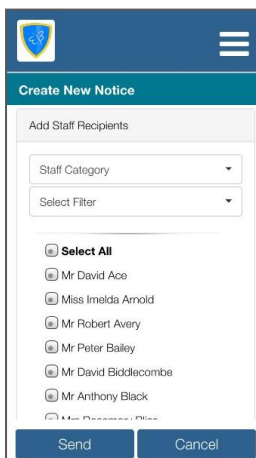 Create New Notice
Add Staff Recipients
Staff Category
Select Filter
Select All
Mr David Ace
Miss Imelda Arnold
Mr Robert Avery
Mr Peter Bailey
Mr David Biddlecombe
Mr Anthony Black
Send Cancel